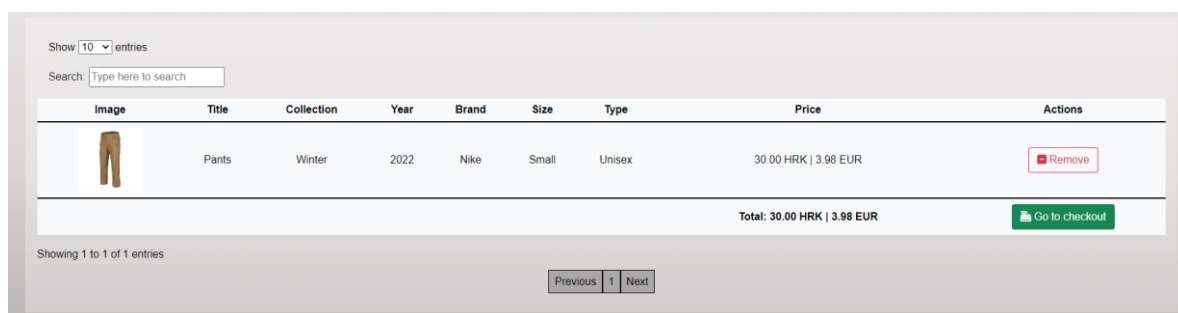 Show 10 entries
Search: Type here to search
Image Title Collection Year Brand Size Type Price Actions
Pants Winter 2022 Nike Small Unisex 30.00 HRK | 3.98 EUR Remove
Total: 30.00 HRK | 3.98 EUR Go to checkout
Showing 1 to 1 of 1 entries
Previous 1 Next